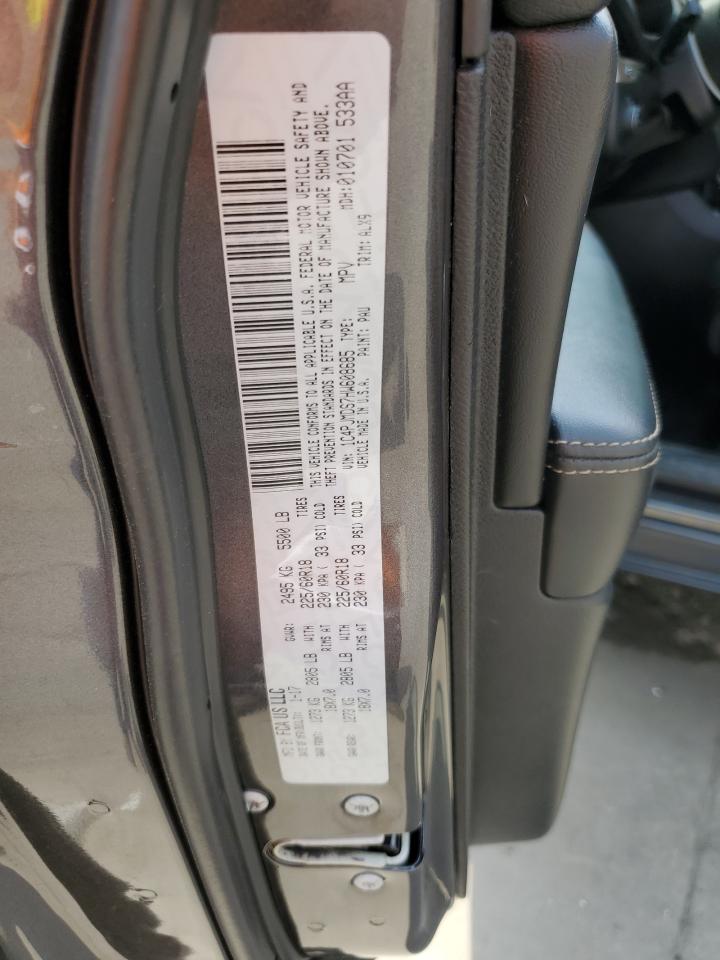 MFD BY: FCA US LLC
DATE OF MFR/BUILT: 1-17 GVWR: 2495 KG 5500 LB
GAWR FRONT: 1273 KG 2805 LB WITH 225/60R18 TIRES
18X7.0 RIMS AT 230 KPA ( 33 PSI) COLD
GAWR REAR: 1273 KG 2805 LB WITH 225/60R18 TIRES
18X7.0 RIMS AT 230 KPA ( 33 PSI) COLD
THIS VEHICLE CONFORMS TO ALL APPLICABLE U.S.A. FEDERAL MOTOR VEHICLE SAFETY AND
THEFT PREVENTION STANDARDS IN EFFECT ON THE DATE OF MANUFACTURE SHOWN ABOVE.
VIN: 1C4PJMDS7HW608685 TYPE: MPV MDH:010701 533AA
VEHICLE MADE IN U.S.A. PAINT: PAU TRIM: ALX9